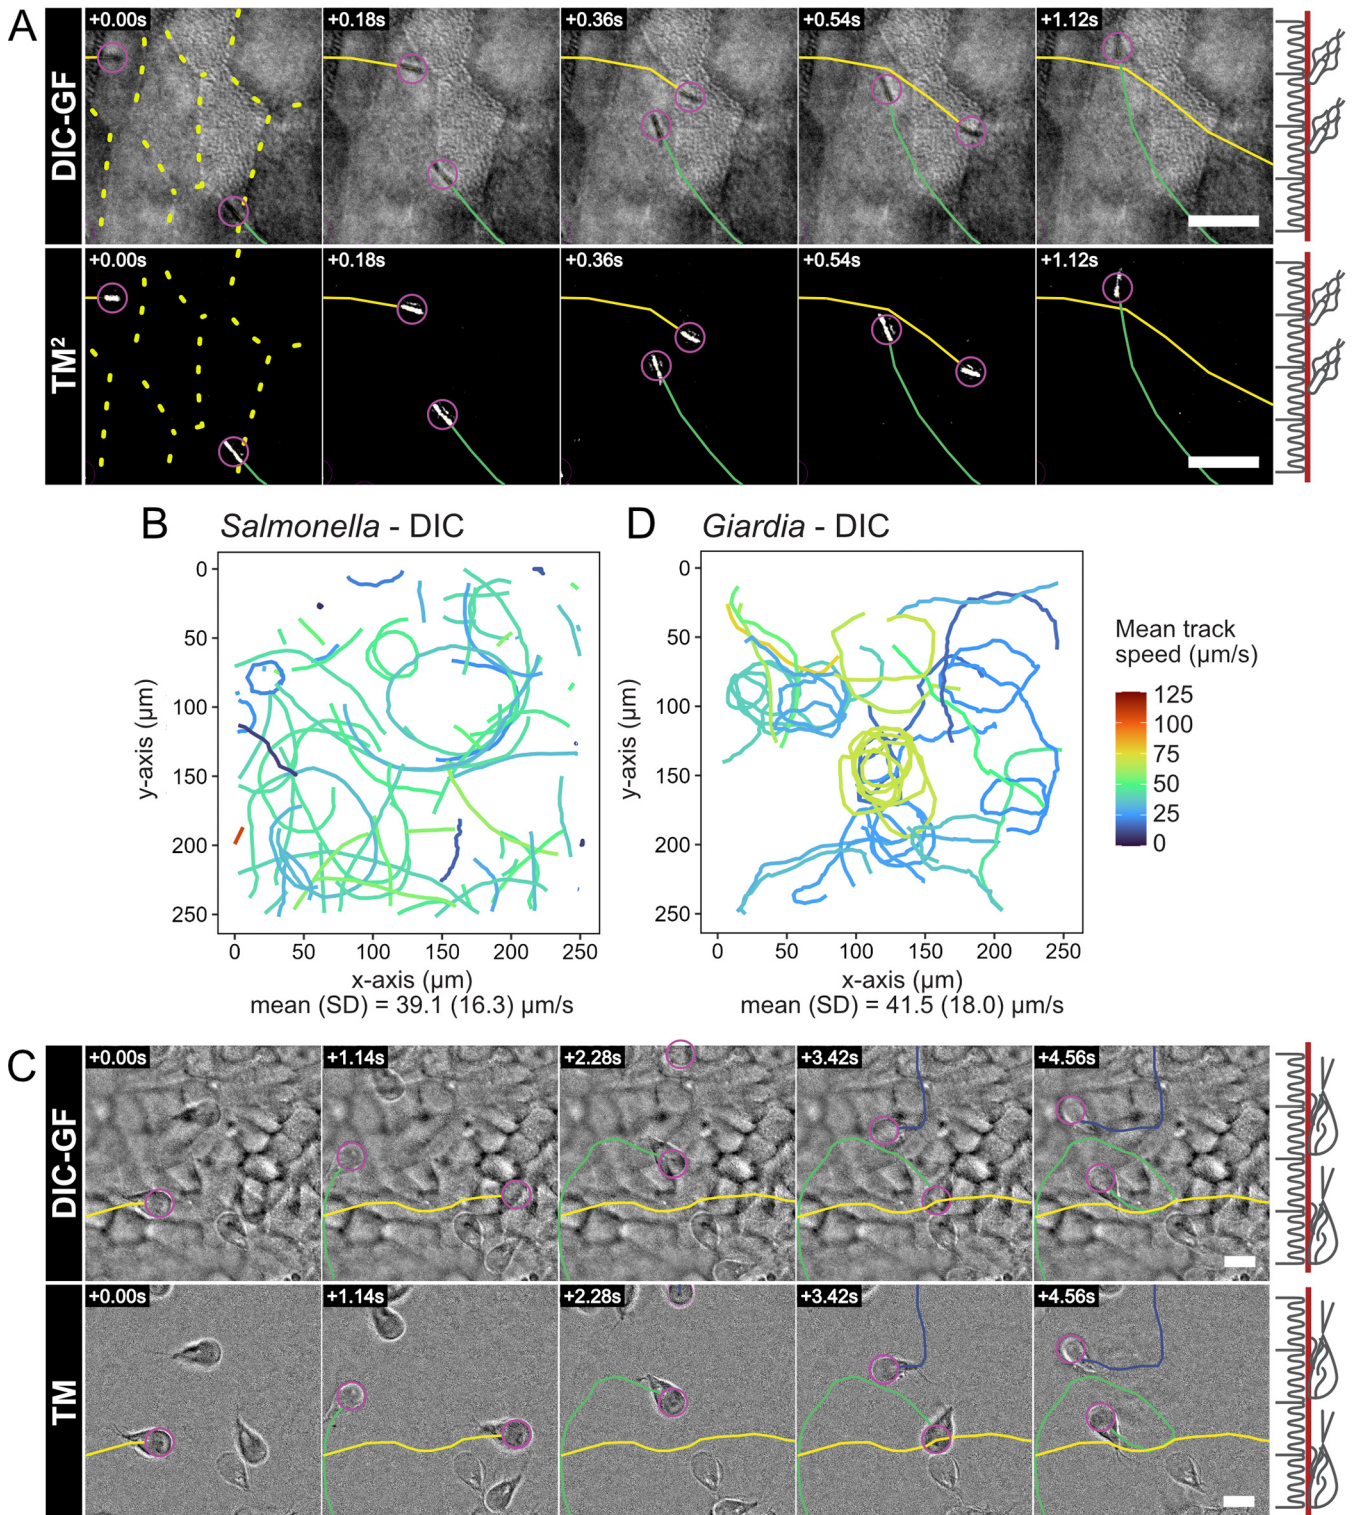 A
DIC-GF
+0.00s
+0.18s
+0.36s
+0.54s
+1.12s
TM²
+0.00s
+0.18s
+0.36s
+0.54s
+1.12s
B
Salmonella - DIC
0
50
100
150
200
250
y-axis (µm)
0
50
100
150
200
250
x-axis (µm)
mean (SD) = 39.1 (16.3) µm/s
D
Giardia - DIC
0
50
100
150
200
250
y-axis (µm)
0
50
100
150
200
250
x-axis (µm)
mean (SD) = 41.5 (18.0) µm/s
Mean track
speed (µm/s)
125
100
75
50
25
0
C
DIC-GF
+0.00s
+1.14s
+2.28s
+3.42s
+4.56s
TM
+0.00s
+1.14s
+2.28s
+3.42s
+4.56s